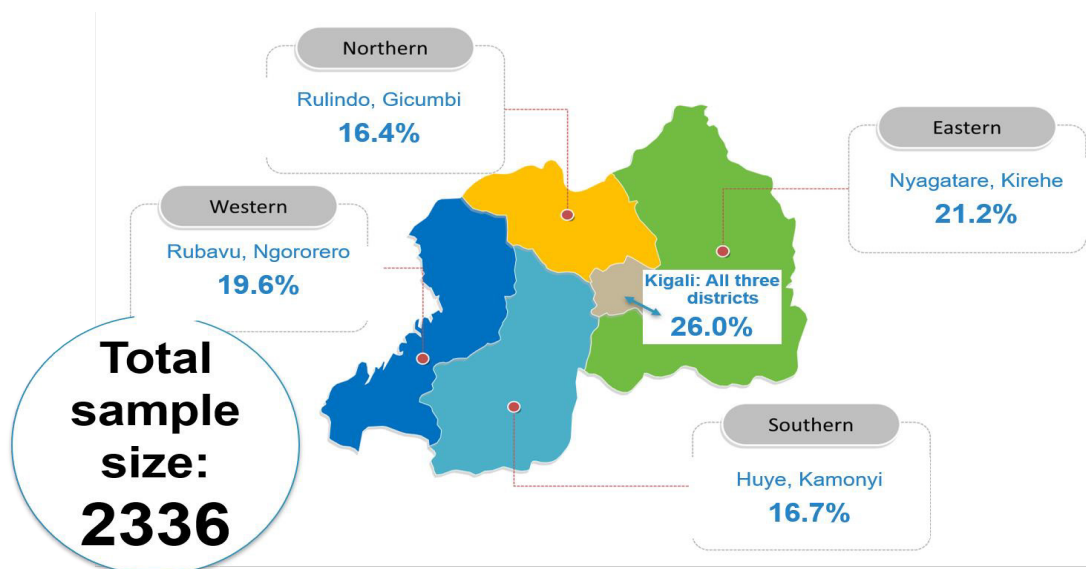 Northern
Rulindo, Gicumbi
16.4%
Eastern
Nyagatare, Kirehe
21.2%
Western
Rubavu, Ngororero
19.6%
Kigali: All three
districts
26.0%
Total
sample
size:
2336
Southern
Huye, Kamonyi
16.7%